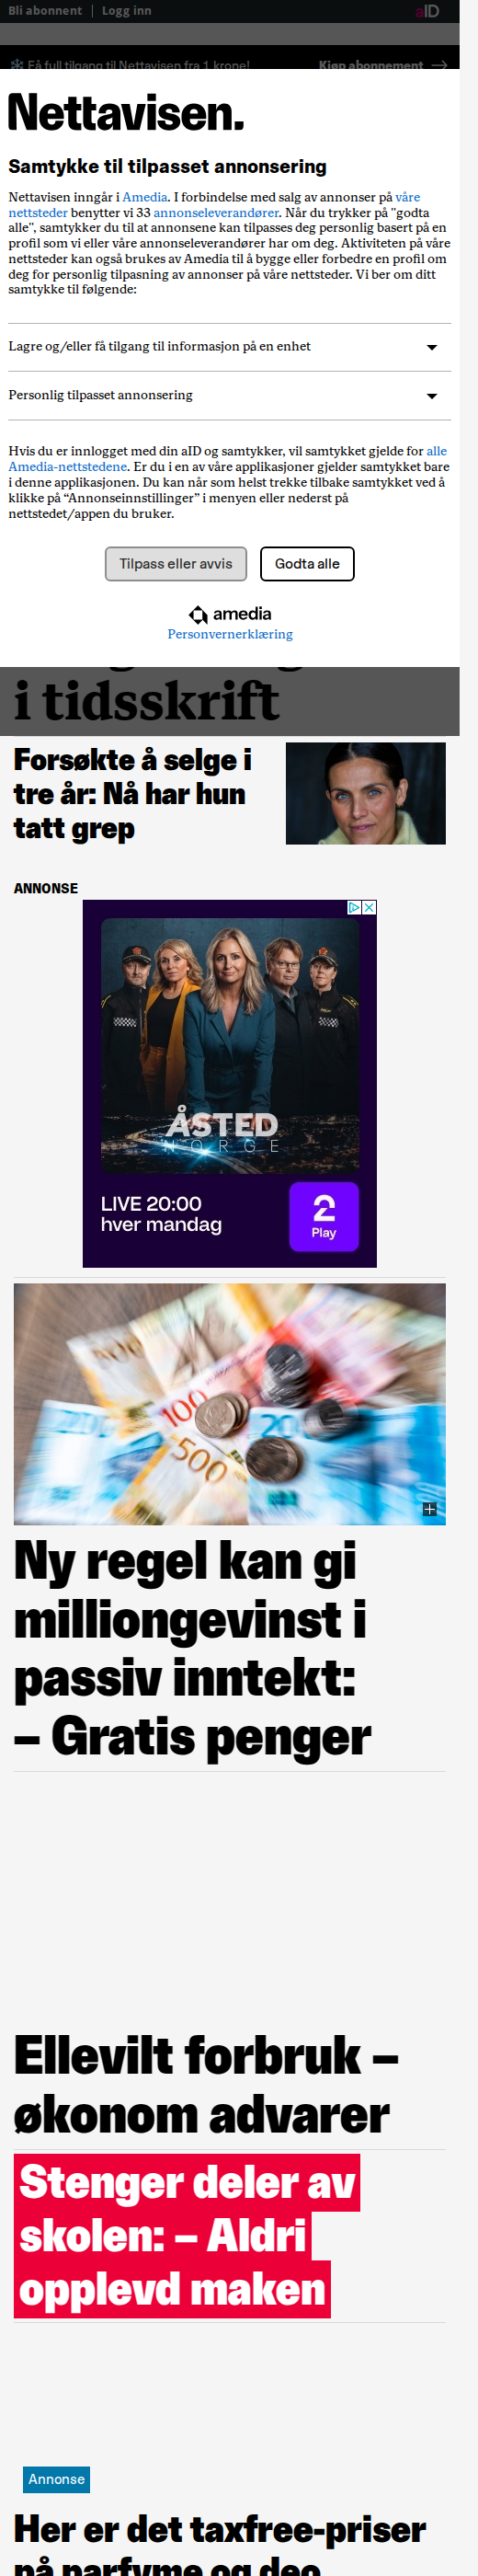 Bli abonnent
Logg inn
aID
Få full tilgang til Nettavisen fra 1 krone!
Kjøp abonnement
Nettavisen.
Samtykke til tilpasset annonsering
Nettavisen inngår i Amedia. I forbindelse med salg av annonser på våre
nettsteder benytter vi 33 annonseleverandører. Når du trykker på "godta
alle", samtykker du til at annonsene kan tilpasses deg personlig basert på en
profil som vi eller våre annonseleverandører har om deg. Aktiviteten på våre
nettsteder kan også brukes av Amedia til å bygge eller forbedre en profil om
deg for personlig tilpasning av annonser på våre nettsteder. Vi ber om ditt
samtykke til følgende:
Lagre og/eller få tilgang til informasjon på en enhet
Personlig tilpasset annonsering
Hvis du er innlogget med din aID og samtykker, vil samtykket gjelde for alle
Amedia-nettstedene. Er du i en av våre applikasjoner gjelder samtykket bare
i denne applikasjonen. Du kan når som helst trekke tilbake samtykket ved å
klikke på “Annonseinnstillinger” i menyen eller nederst på
nettstedet/appen du bruker.
Tilpass eller avvis
Godta alle
amedia
Personvernerklæring
i tidsskrift
Forsøkte å selge i
tre år: Nå har hun
tatt grep
ANNONSE
ÅSTED
NORGE
LIVE 20:00
hver mandag
2
Play
100
500
20
Ny regel kan gi
milliongevinst i
passiv inntekt:
– Gratis penger
Ellevilt forbruk –
økonom advarer
Stenger deler av
skolen: – Aldri
opplevd maken
Annonse
Her er det taxfree-priser
på parfyme og deo